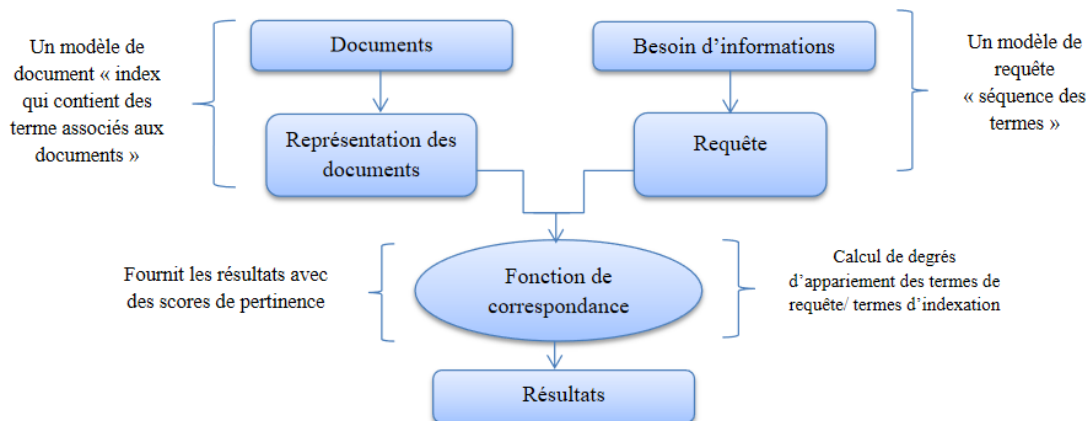 Un modèle de
document « index
qui contient des
terme associés aux
documents »
Documents
Besoin d’informations
Un modèle de
requête
« séquence des
termes »
Représentation des
documents
Requête
Fournit les résultats avec
des scores de pertinence
Fonction de
correspondance
Calcul de degrés
d’appariement des termes de
requête/ termes d’indexation
Résultats